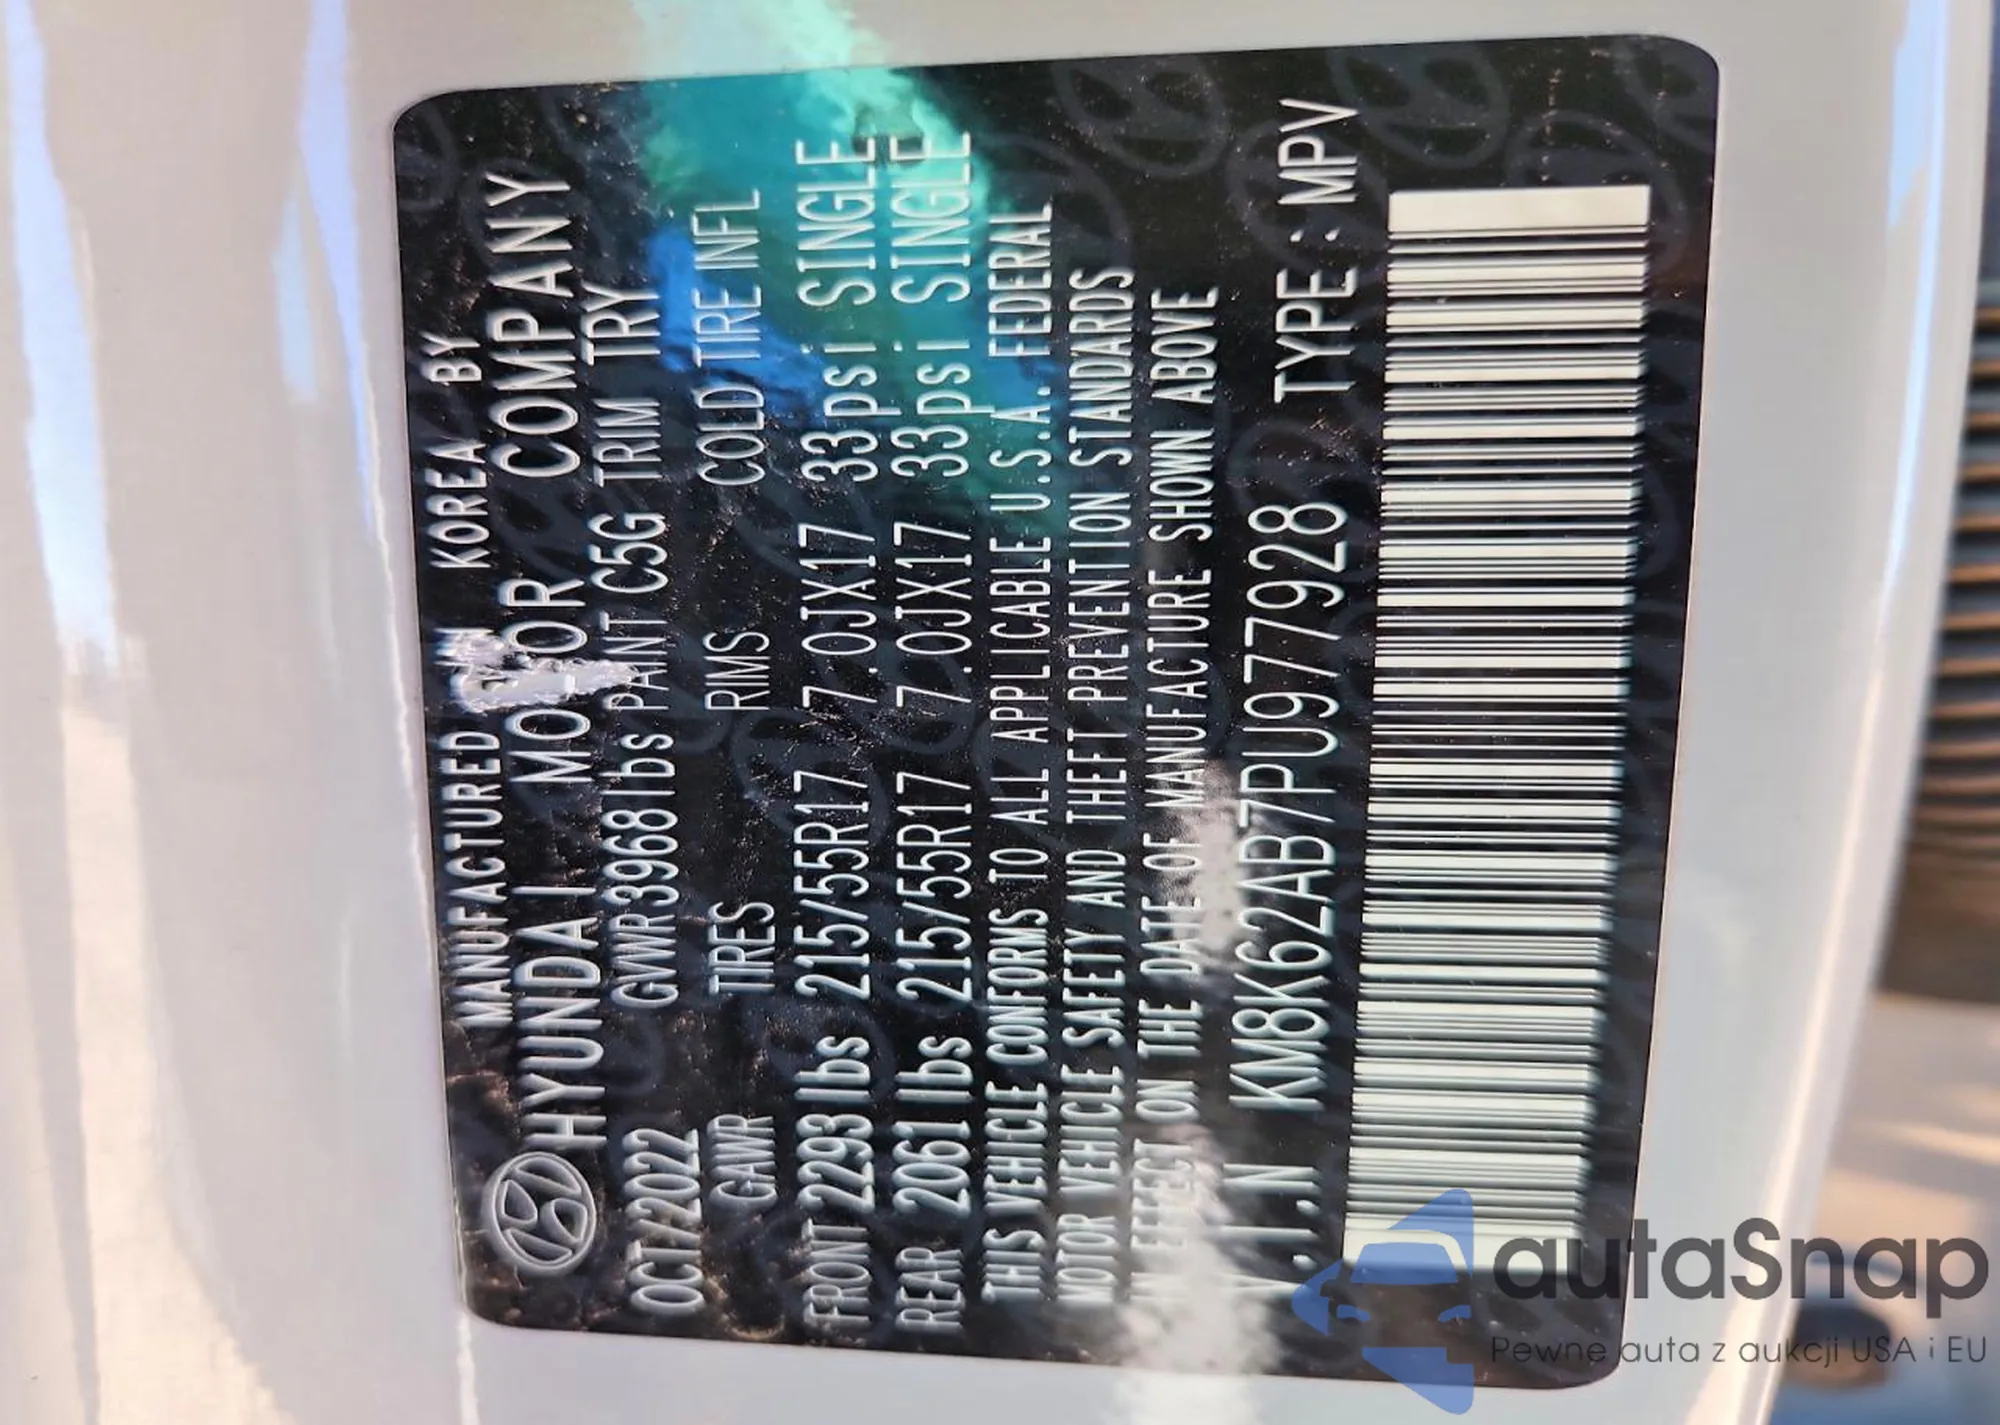 MANUFACTURED KOREA BY
HYUNDAI MOTOR COMPANY
OCT/2022 GVWR 3968 lbs PAINT C5G TRIM TRY
GAWR TIRES RIMS COLD TIRE INFL
FRONT 2293 lbs 215/55R17 7.0JX17 33psi SINGLE
REAR 2061 lbs 215/55R17 7.0JX17 33psi SINGLE
THIS VEHICLE CONFORMS TO ALL APPLICABLE U.S.A. FEDERAL
MOTOR VEHICLE SAFETY AND THEFT PREVENTION STANDARDS
IN EFFECT ON THE DATE OF MANUFACTURE SHOWN ABOVE
V.I.N KM8K62AB7PU977928 TYPE : MPV
autaSnap
Pewne auta z aukcji USA i EU